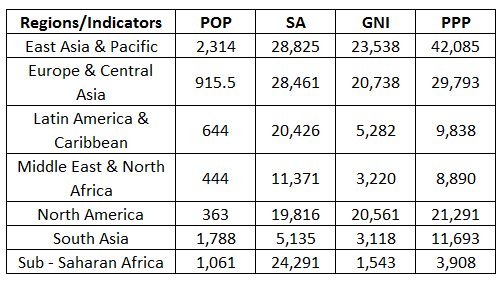 Regions/Indicators POP SA GNI PPP
East Asia & Pacific 2,314 28,825 23,538 42,085
Europe & Central
Asia 915.5 28,461 20,738 29,793
Latin America &
Caribbean 644 20,426 5,282 9,838
Middle East & North
Africa 444 11,371 3,220 8,890
North America 363 19,816 20,561 21,291
South Asia 1,788 5,135 3,118 11,693
Sub - Saharan Africa 1,061 24,291 1,543 3,908